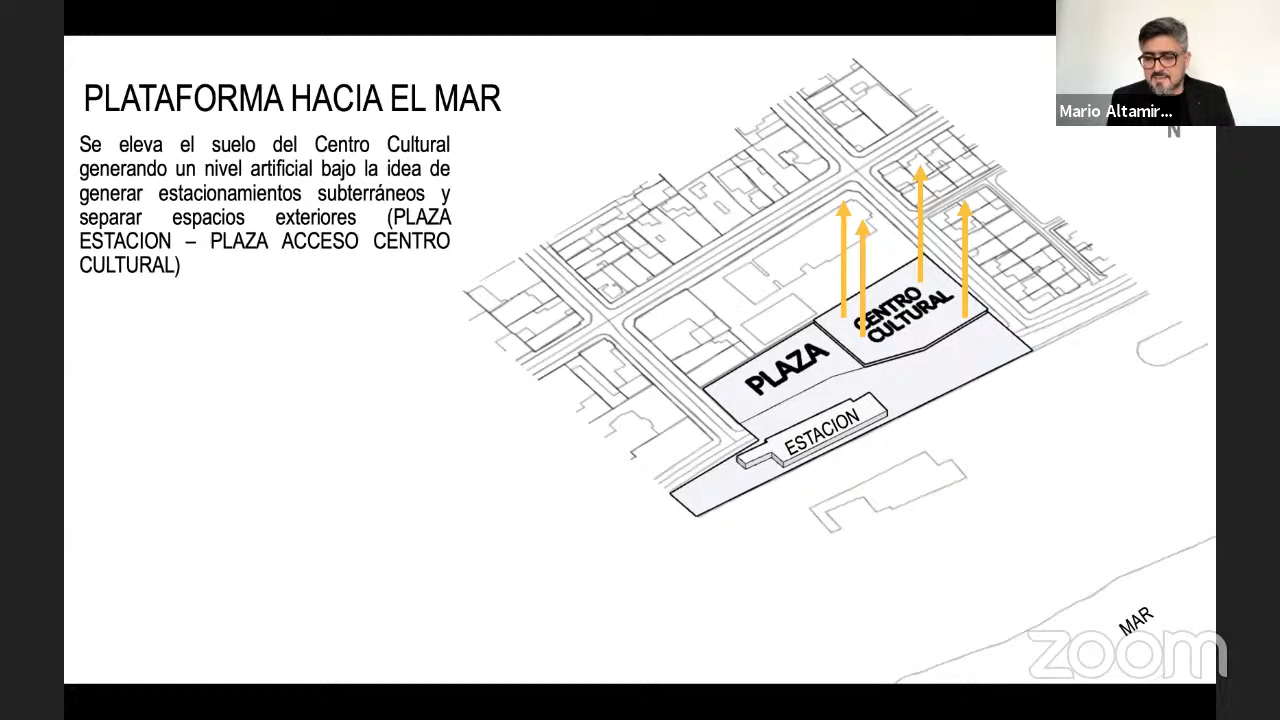 PLATAFORMA HACIA EL MAR
Se eleva el suelo del Centro Cultural
generando un nivel artificial bajo la idea de
generar estacionamientos subterráneos y
separar espacios exteriores (PLAZA
ESTACION – PLAZA ACCESO CENTRO
CULTURAL)
Mario Altamir...
N
CENTRO
CULTURAL
PLAZA
ESTACION
MAR
zoom